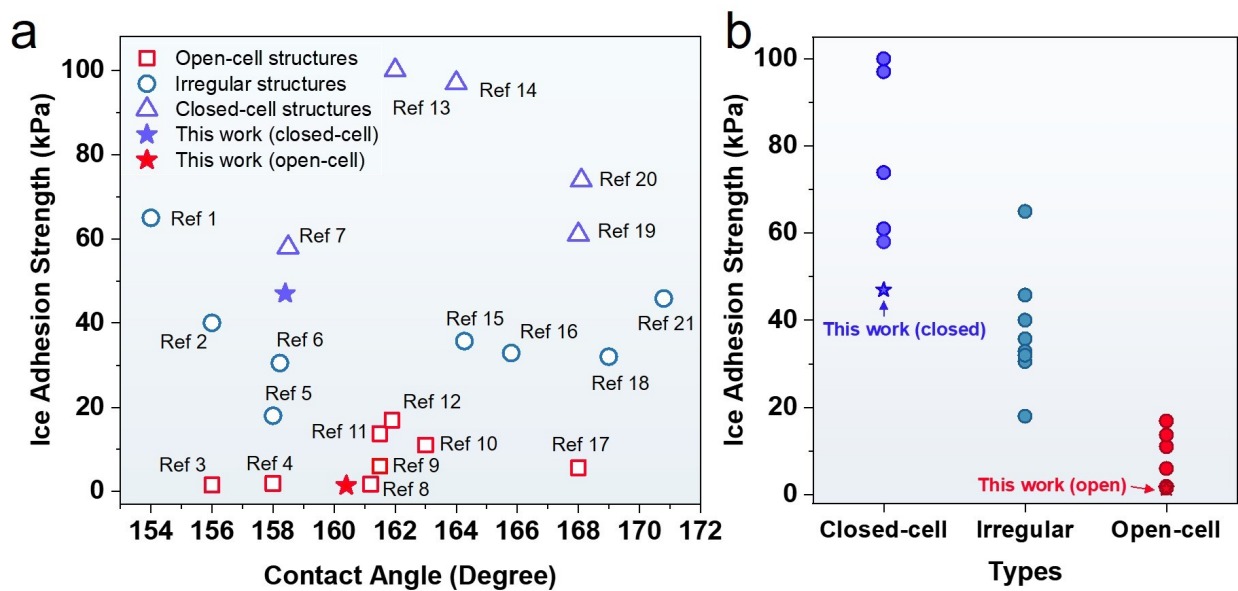 a
Open-cell structures
Irregular structures
Closed-cell structures
This work (closed-cell)
This work (open-cell)
Ref 13
Ref 14
Ref 20
Ref 1
Ref 19
Ref 7
Ref 2
Ref 6
Ref 15
Ref 16
Ref 21
Ref 5
Ref 18
Ref 12
Ref 11
Ref 10
Ref 17
Ref 3
Ref 4
Ref 9
Ref 8
100
80
60
40
20
0
154 156 158 160 162 164 166 168 170 172
Ice Adhesion Strength (kPa)
Contact Angle (Degree)
b
100
80
60
40
20
0
Ice Adhesion Strength (kPa)
This work (closed)
This work (open)
Closed-cell Irregular Open-cell
Types